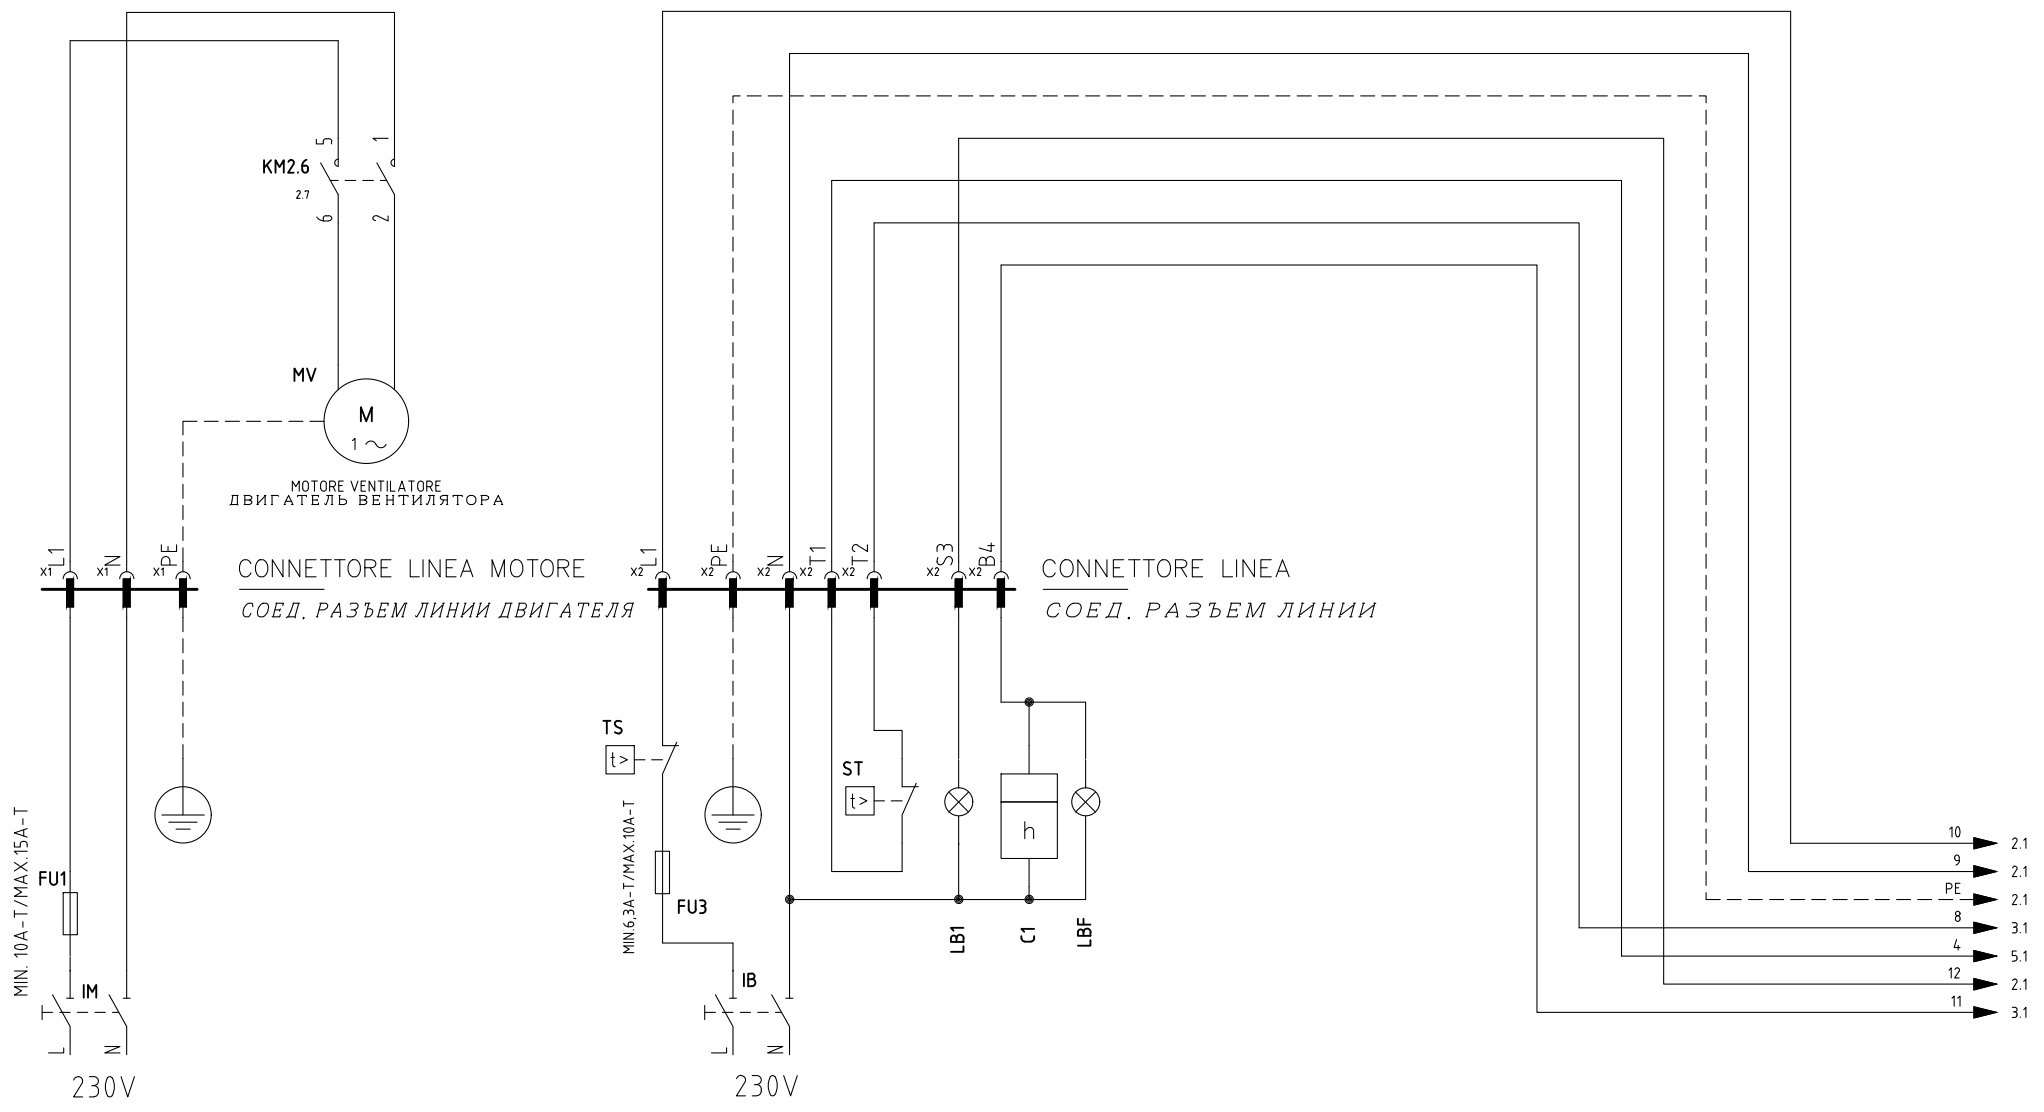 5
1
KM2.6
2.7
6
2
MV
M
1
MOTORE VENTILATORE
ДВИГАТЕЛЬ ВЕНТИЛЯТОРА
X1 L1
X1 N
X1 PE
CONNETTORE LINEA MOTORE
СОЕД. РАЗЪЕМ ЛИНИИ ДВИГАТЕЛЯ
X2 L1
X2 PE
X2 N
X2 T1
X2 T2
X2 S3
X2 B4
CONNETTORE LINEA
СОЕД. РАЗЪЕМ ЛИНИИ
TS
t>
ST
t>
h
MIN. 10A-T/MAX.15A-T
FU1
MIN.6,3A-T/MAX.10A-T
FU3
LB1
C1
LBF
IM
IB
L
N
230V
L
N
230V
10 2.1
9 2.1
PE 2.1
8 3.1
4 5.1
12 2.1
11 3.1